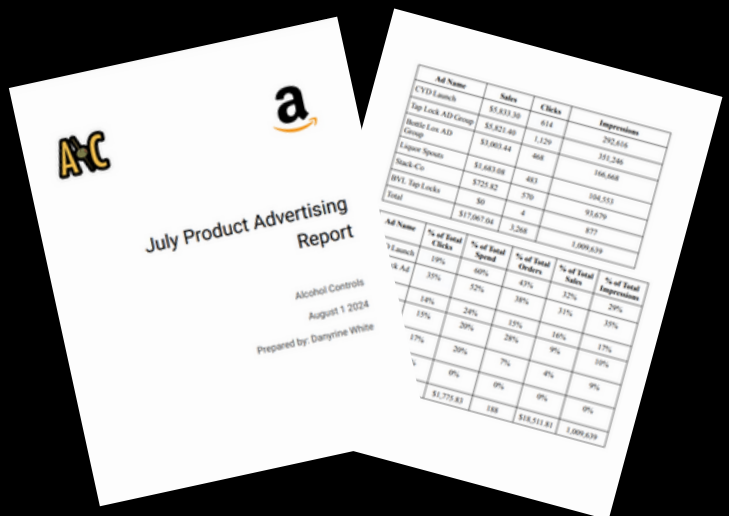 A C
a
July Product Advertising
Report
Alcohol Controls
August 1 2024
Prepared by: Danyrine White
Ad Name Sales Clicks Impressions
CYD Launch $5,833.30 614 292,616
Tap Lock AD Group $5,821.40 1,129 351,246
Bottle Lox AD $3,003.44 468 166,668
Group
Liquor Spouts $1,683.08 483 104,553
Stack-Co $725.82 570 93,679
BVL Tap Locks $0 4 877
Total $17,067.04 3,268 1,009,639
Ad Name % of Total % of Total % of Total % of Total % of Total
Clicks Spend Orders Sales Impressions
Launch 19% 60% 43% 32% 29%
Ad 35% 52% 38% 31% 35%
14% 24% 15% 16% 17%
15% 20% 28% 9% 10%
17% 20% 7% 4% 9%
0% 0% 0% 0%
$1,775.83 188 $18,511.81 1,009,639